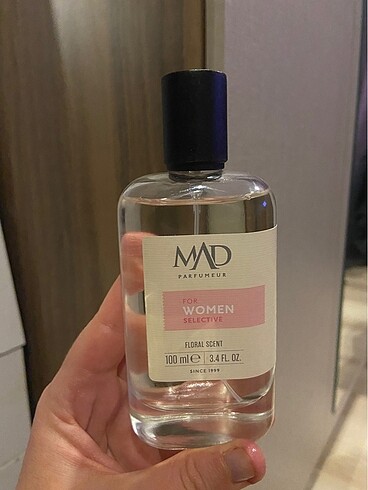 MAD
PARFUMEUR
FOR
WOMEN
SELECTIVE
FLORAL SCENT
100 ml ℮ | 3.4 FL. OZ.
SINCE 1999